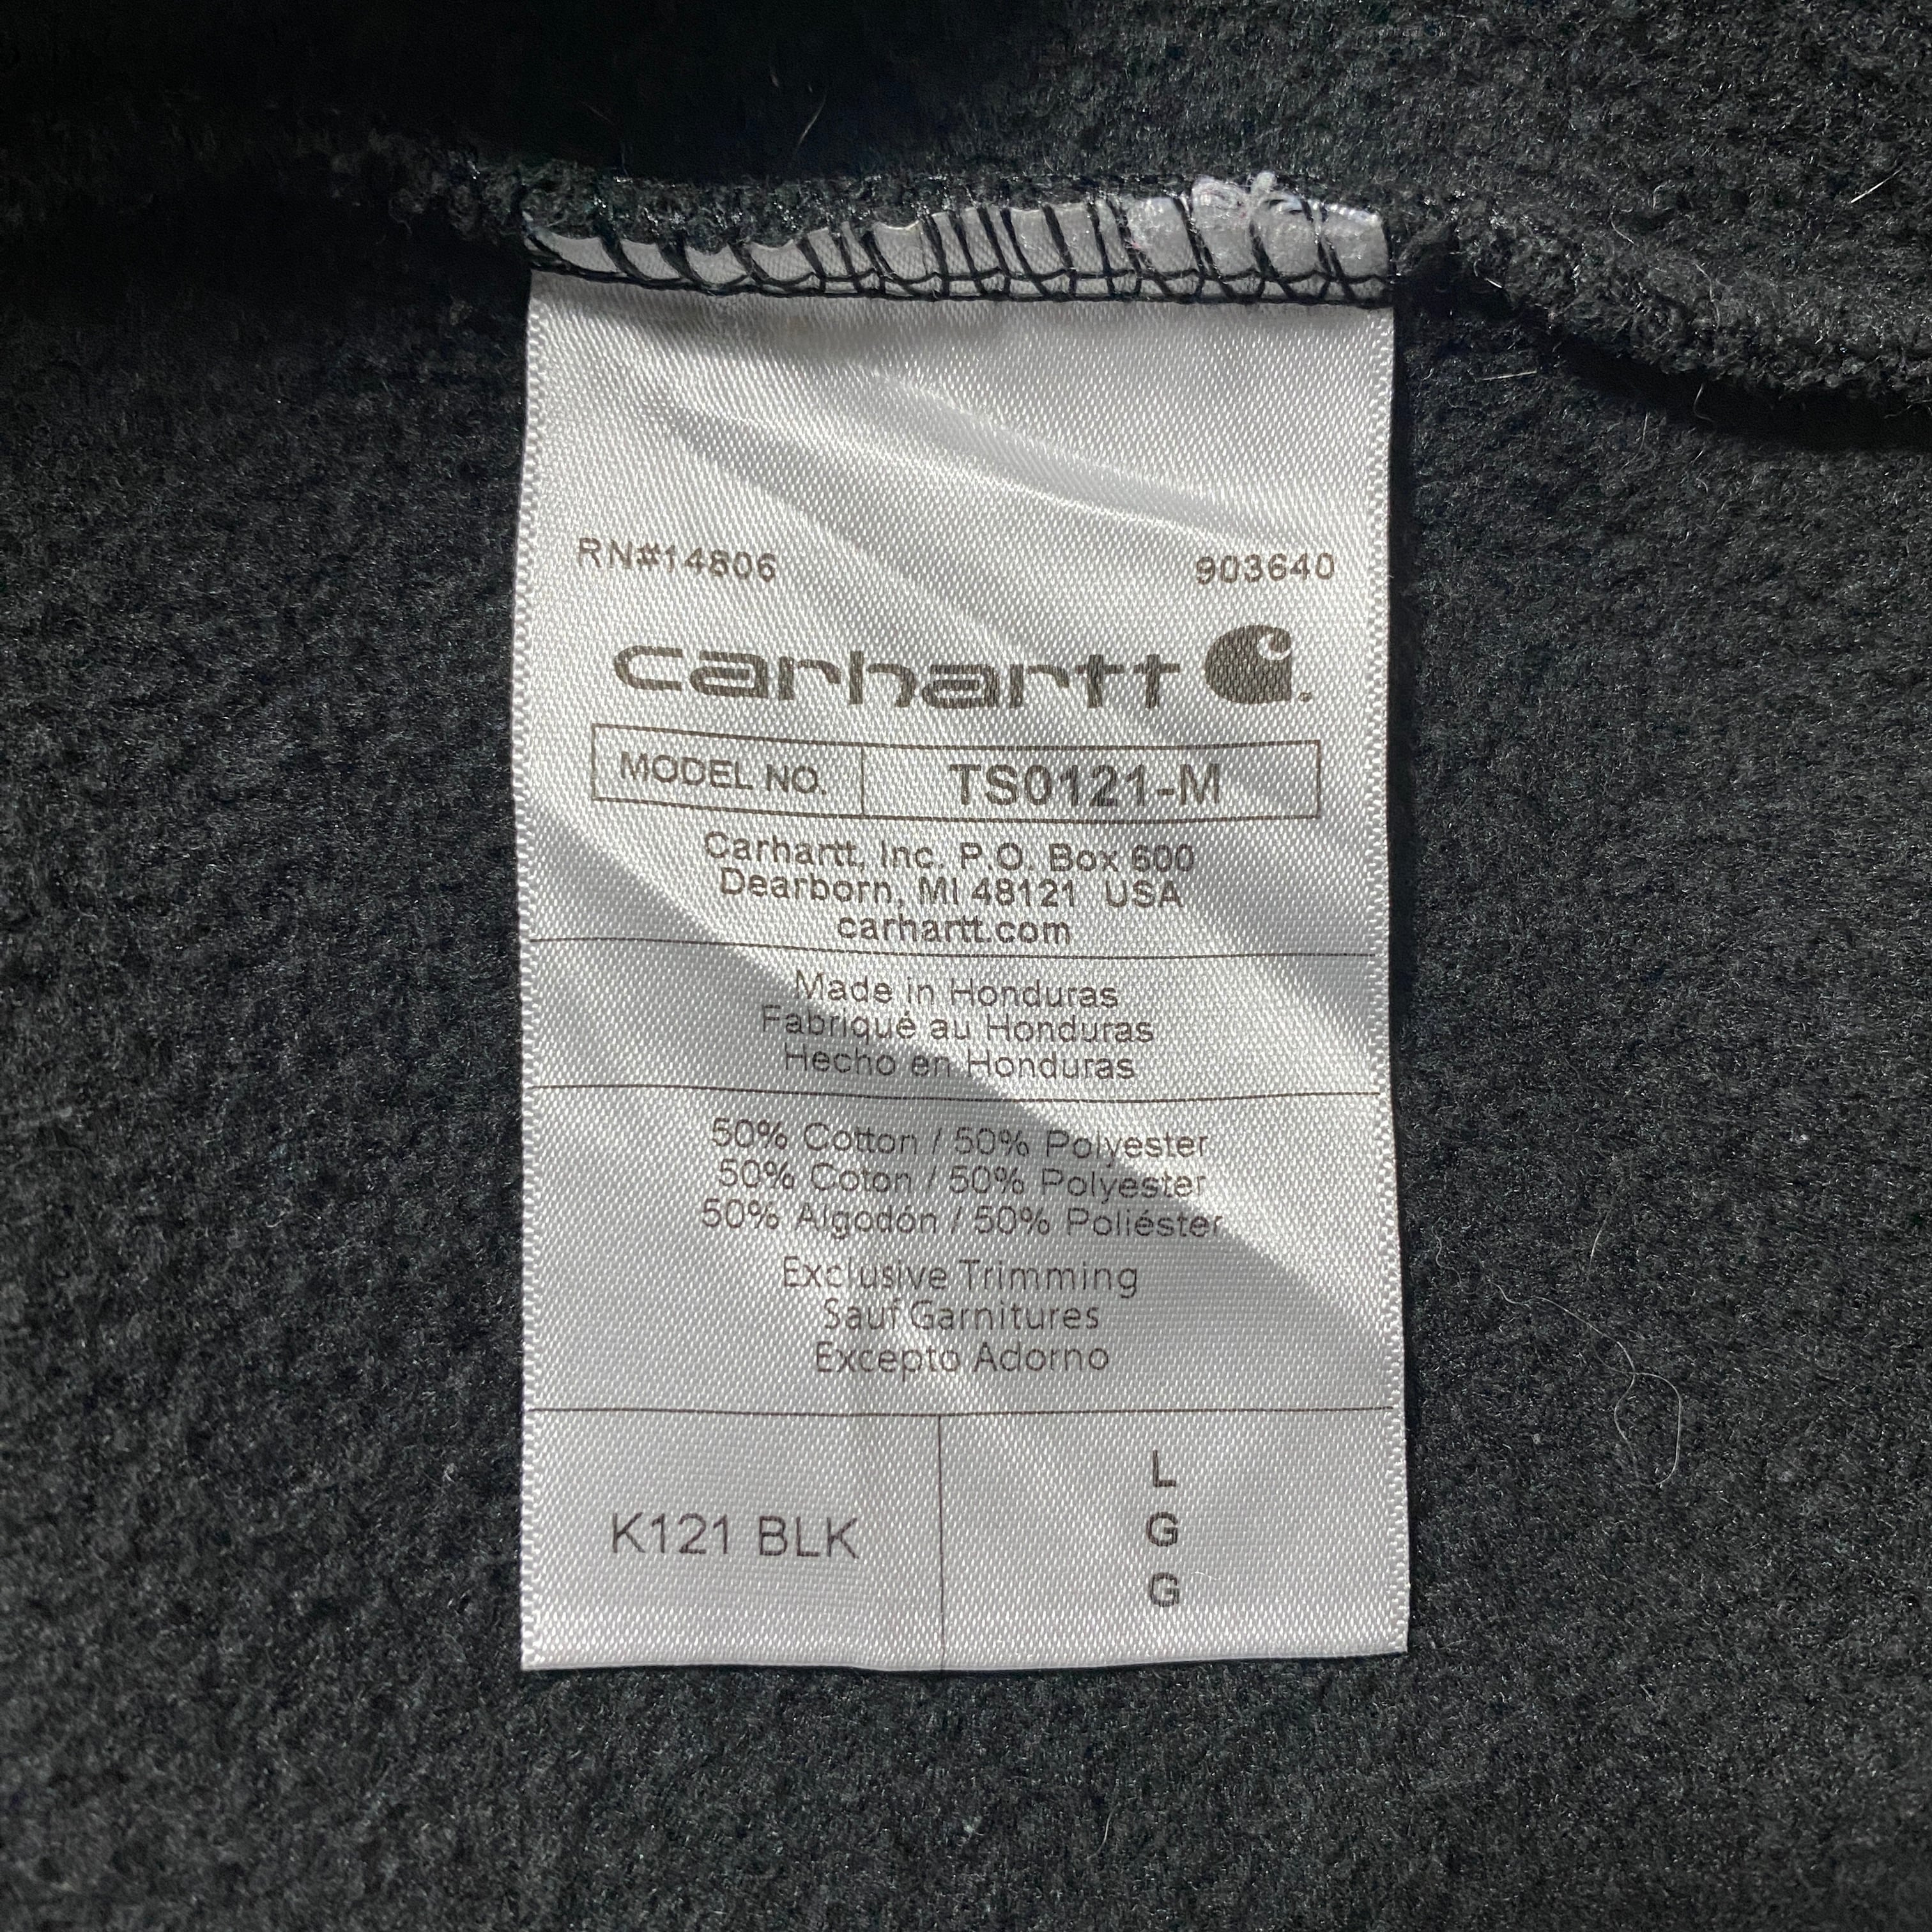 RN#14806 903640
carhartt
MODEL NO. TS0121-M
Carhartt, Inc. P.O. Box 600
Dearborn, MI 48121 USA
carhartt.com
Made in Honduras
Fabriqué au Honduras
Hecho en Honduras
50% Cotton / 50% Polyester
50% Coton / 50% Polyester
50% Algodón / 50% Poliéster
Exclusive Trimming
Sauf Garnitures
Excepto Adorno
K121 BLK
L
G
G